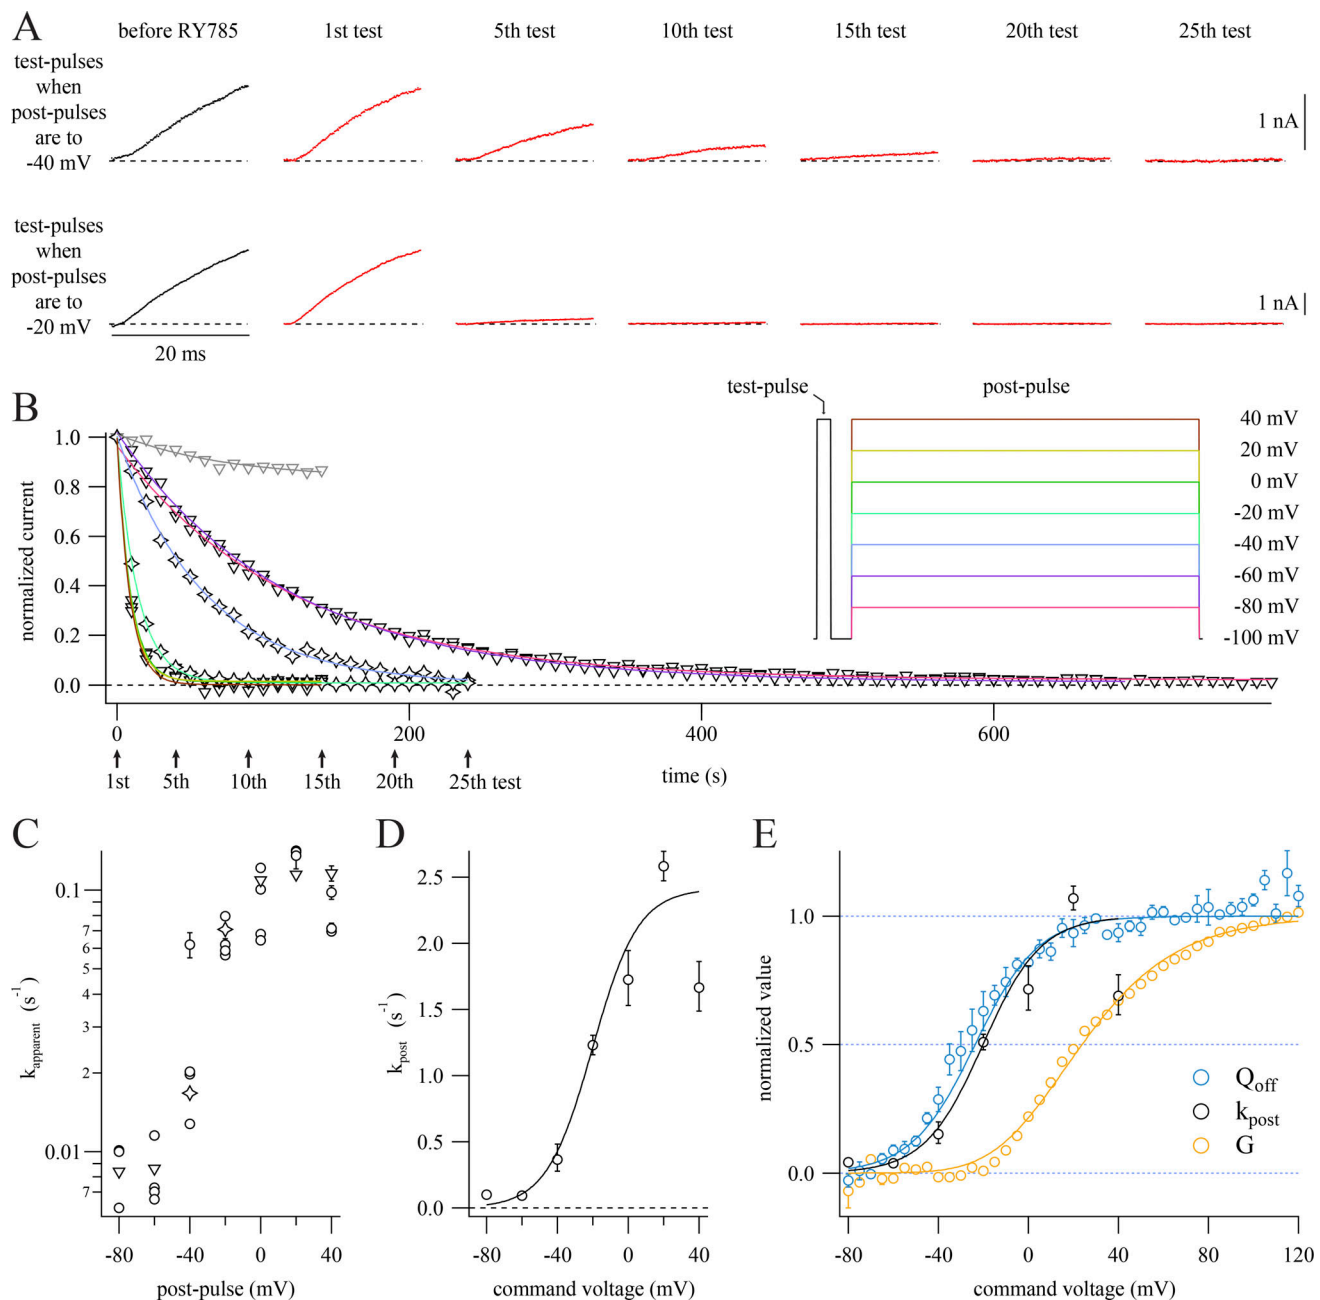 A
before RY785
1st test
5th test
10th test
15th test
20th test
25th test
test-pulses
when
post-pulses
are to
-40 mV
1 nA
test-pulses
when
post-pulses
are to
-20 mV
1 nA
20 ms
B
test-pulse
post-pulse
40 mV
20 mV
0 mV
-20 mV
-40 mV
-60 mV
-80 mV
-100 mV
normalized current
1.0
0.8
0.6
0.4
0.2
0.0
0
200
400
600
time (s)
1st
5th
10th
15th
20th
25th test
C
k_apparent (s^-1)
0.1
7
6
5
4
3
2
0.01
7
-80
-40
0
40
post-pulse (mV)
D
k_post (s^-1)
2.5
2.0
1.5
1.0
0.5
0.0
-80
-40
0
40
command voltage (mV)
E
normalized value
1.0
0.5
0.0
Q_off
k_post
G
-80
-40
0
40
80
120
command voltage (mV)